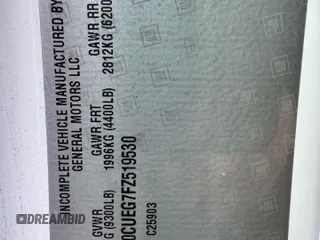 INCOMPLETE VEHICLE MANUFACTURED BY
GENERAL MOTORS LLC
GVWR GAWR FRT GAWR RR
G (9300LB) 1996KG (4400LB) 2812KG (6200
0CUEG7FZ519530
C25903
DREAMBID